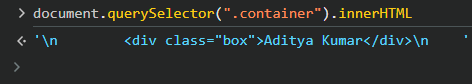 > document.querySelector(".container").innerHTML
<· '\n        <div class="box">Aditya Kumar</div>\n    '
>